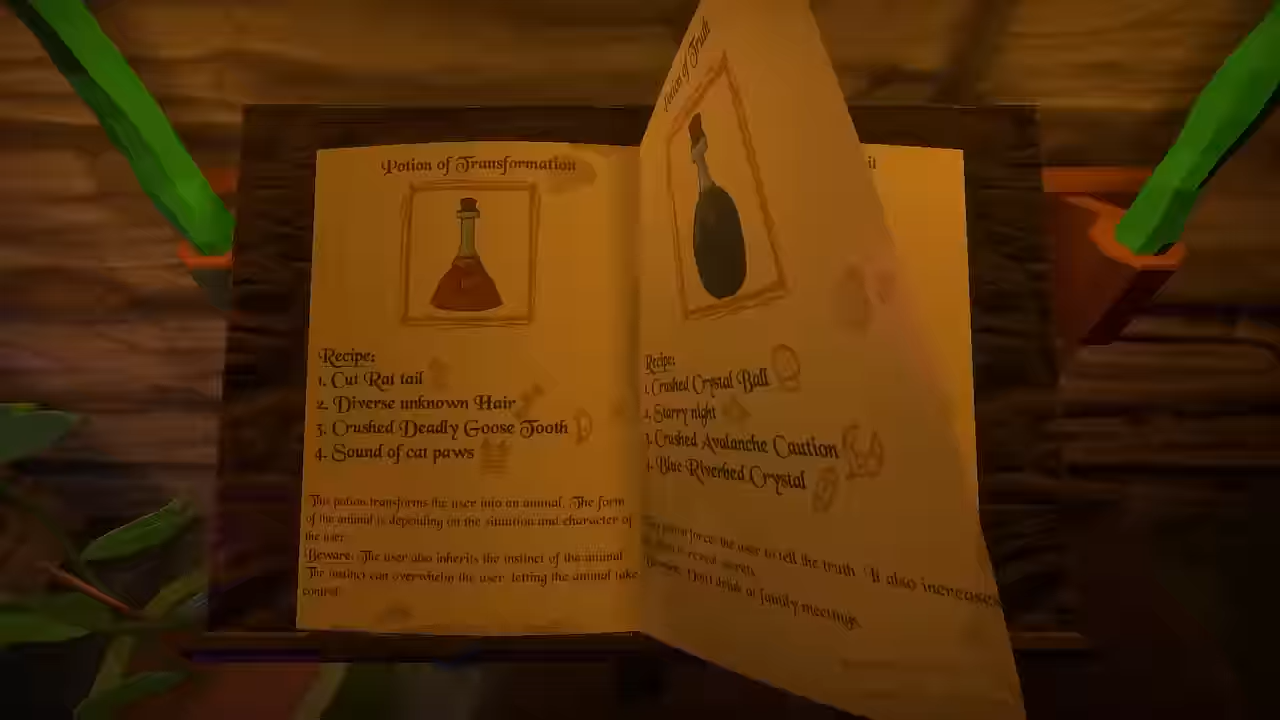 Potion of Transformation
Recipe:
1. Cut Rat tail
2. Diverse unknown Hair
3. Crushed Deadly Goose Tooth
4. Sound of cat paws
This potion transforms the user into an animal. The form
of the animal is depending on the situation and character of
the user.
Beware: The user also inherits the instinct of the animal.
The instinct can overwhelm the user, letting the animal take
control.
Potion of Truth
Recipe:
1. Crushed Crystal Ball
2. Starry night
3. Crushed Avalanche Caution
4. Blue Riverbed Crystal
potion force the user to tell the truth. It also increases
reveal secrets.
Don't drink at family meetings.
il